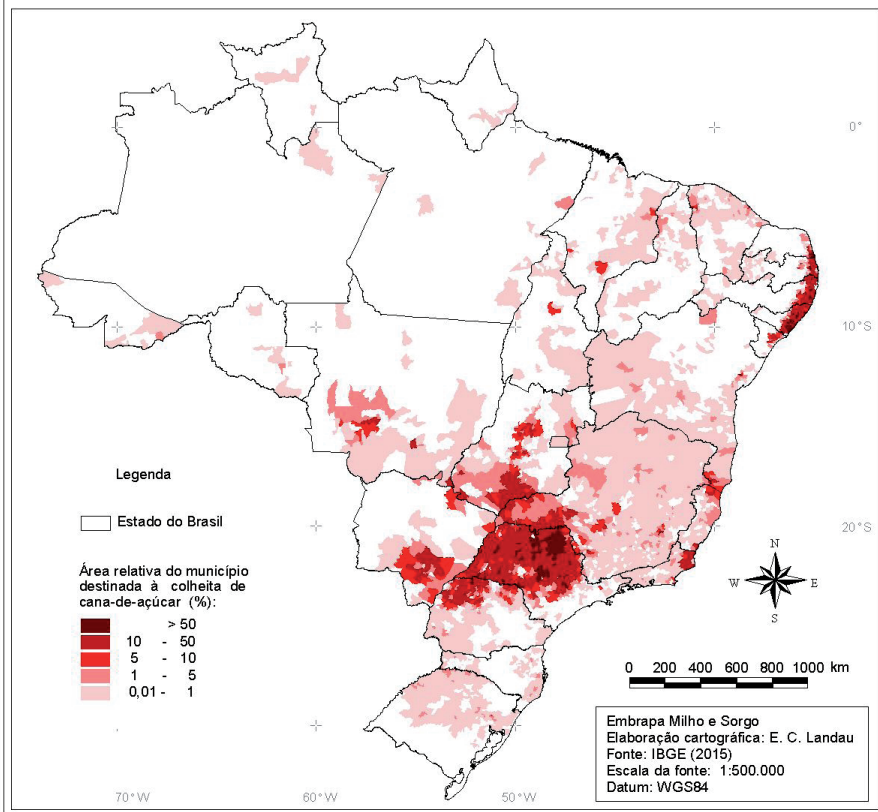 0°
10°S
Legenda
Estado do Brasil
20°S
Área relativa do município
destinada à colheita de
cana-de-açúcar (%):
> 50
10 - 50
5 - 10
1 - 5
0,01 - 1
N
W E
S
0 200 400 600 800 1000 km
Embrapa Milho e Sorgo
Elaboração cartográfica: E. C. Landau
Fonte: IBGE (2015)
Escala da fonte: 1:500.000
Datum: WGS84
70°W 60°W 50°W